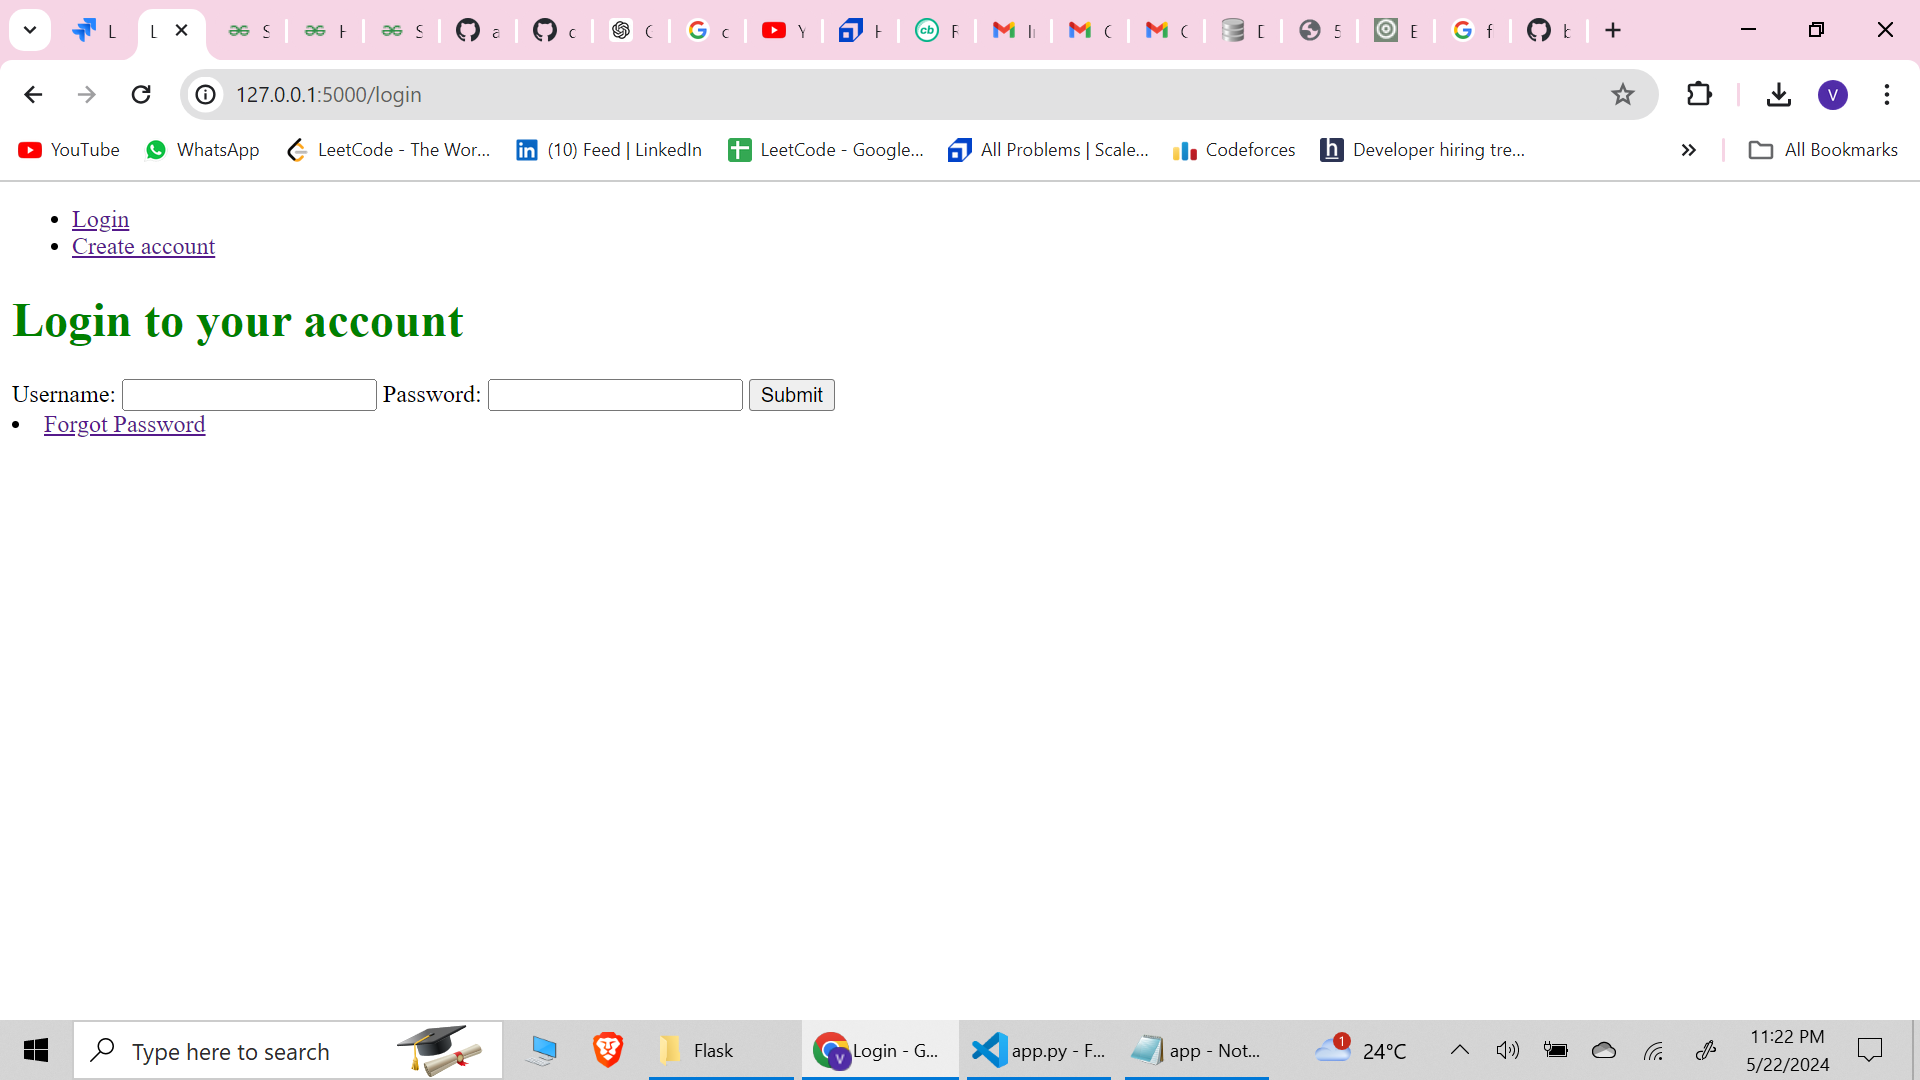 L
L
S
H
S
a
c
C
c
Y
H
R
I
C
C
D
5
E
f
b
127.0.0.1:5000/login
V
YouTube
WhatsApp
LeetCode - The Wor...
(10) Feed | LinkedIn
LeetCode - Google...
All Problems | Scale...
Codeforces
h
Developer hiring tre...
»
All Bookmarks
Login
Create account
Login to your account
Username:
Password:
Submit
Forgot Password
Type here to search
Flask
V
Login - G...
app.py - F...
app - Not...
1
24°C
11:22 PM
5/22/2024